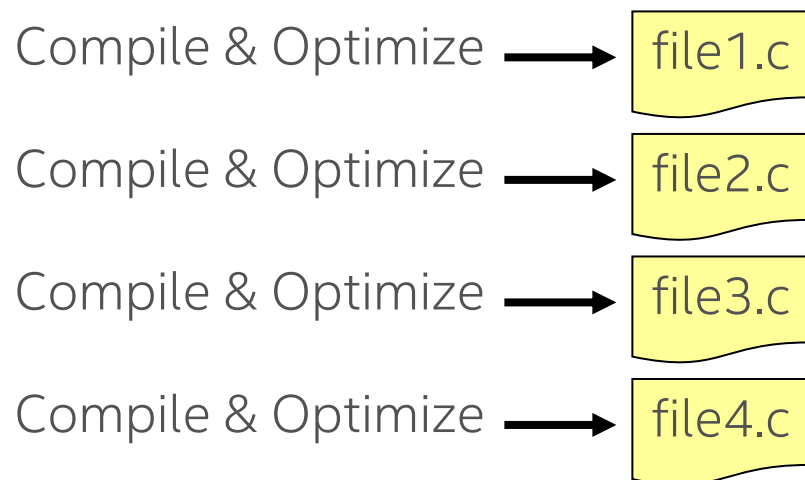 Compile & Optimize file1.c
Compile & Optimize file2.c
Compile & Optimize file3.c
Compile & Optimize file4.c